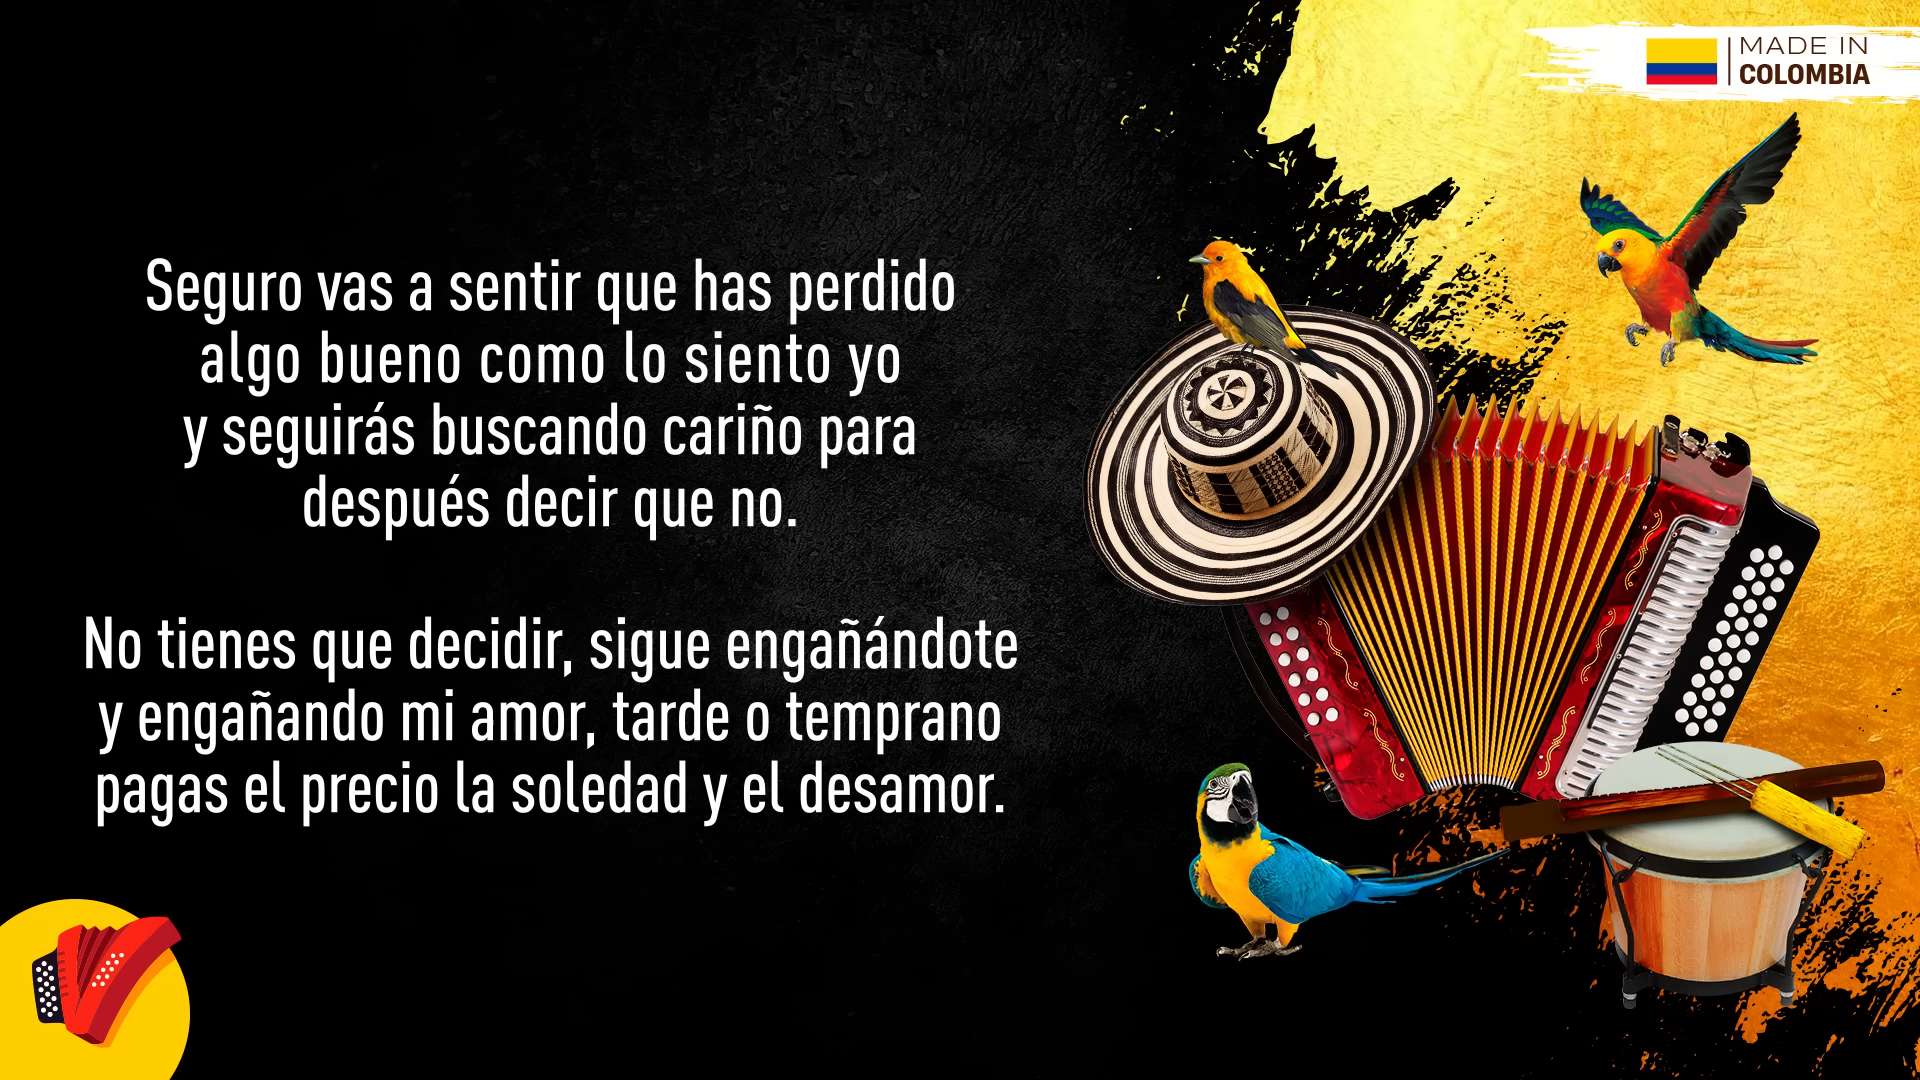 MADE IN
COLOMBIA
Seguro vas a sentir que has perdido
algo bueno como lo siento yo
y seguirás buscando cariño para
después decir que no.
No tienes que decidir, sigue engañándote
y engañando mi amor, tarde o temprano
pagas el precio la soledad y el desamor.